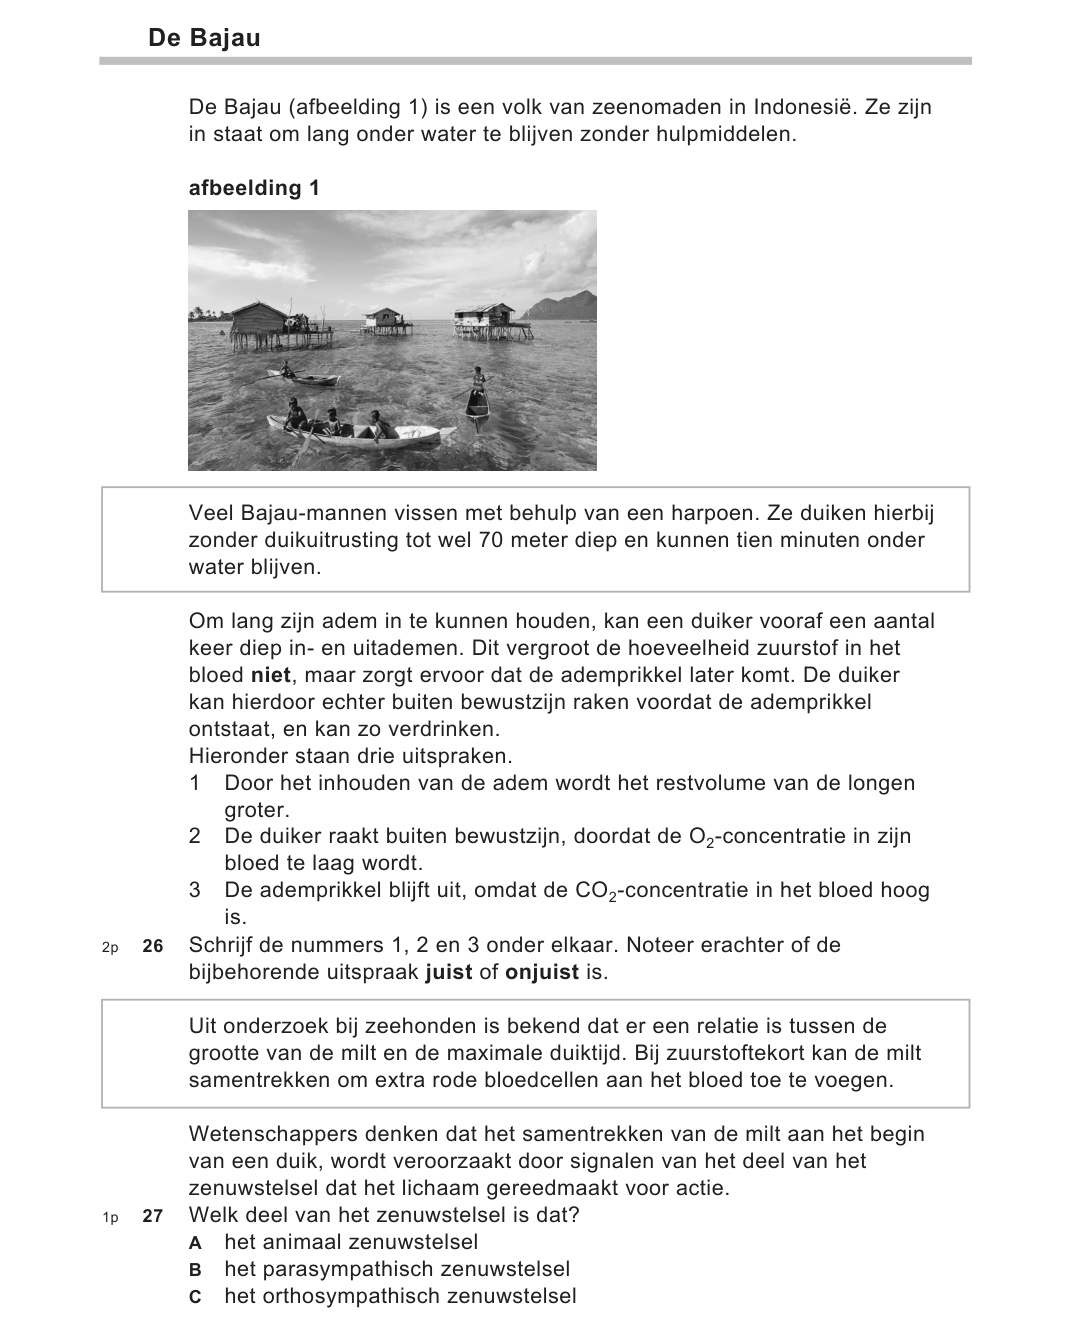 De Bajau
De Bajau (afbeelding 1) is een volk van zeenomaden in Indonesië. Ze zijn
in staat om lang onder water te blijven zonder hulpmiddelen.
afbeelding 1
Veel Bajau-mannen vissen met behulp van een harpoen. Ze duiken hierbij
zonder duikuitrusting tot wel 70 meter diep en kunnen tien minuten onder
water blijven.
Om lang zijn adem in te kunnen houden, kan een duiker vooraf een aantal
keer diep in- en uitademen. Dit vergroot de hoeveelheid zuurstof in het
bloed niet, maar zorgt ervoor dat de ademprikkel later komt. De duiker
kan hierdoor echter buiten bewustzijn raken voordat de ademprikkel
ontstaat, en kan zo verdrinken.
Hieronder staan drie uitspraken.
1 Door het inhouden van de adem wordt het restvolume van de longen
groter.
2 De duiker raakt buiten bewustzijn, doordat de O₂-concentratie in zijn
bloed te laag wordt.
3 De ademprikkel blijft uit, omdat de CO₂-concentratie in het bloed hoog
is.
2p 26 Schrijf de nummers 1, 2 en 3 onder elkaar. Noteer erachter of de
bijbehorende uitspraak juist of onjuist is.
Uit onderzoek bij zeehonden is bekend dat er een relatie is tussen de
grootte van de milt en de maximale duiktijd. Bij zuurstoftekort kan de milt
samentrekken om extra rode bloedcellen aan het bloed toe te voegen.
Wetenschappers denken dat het samentrekken van de milt aan het begin
van een duik, wordt veroorzaakt door signalen van het deel van het
zenuwstelsel dat het lichaam gereedmaakt voor actie.
1p 27 Welk deel van het zenuwstelsel is dat?
A het animaal zenuwstelsel
B het parasympathisch zenuwstelsel
C het orthosympathisch zenuwstelsel